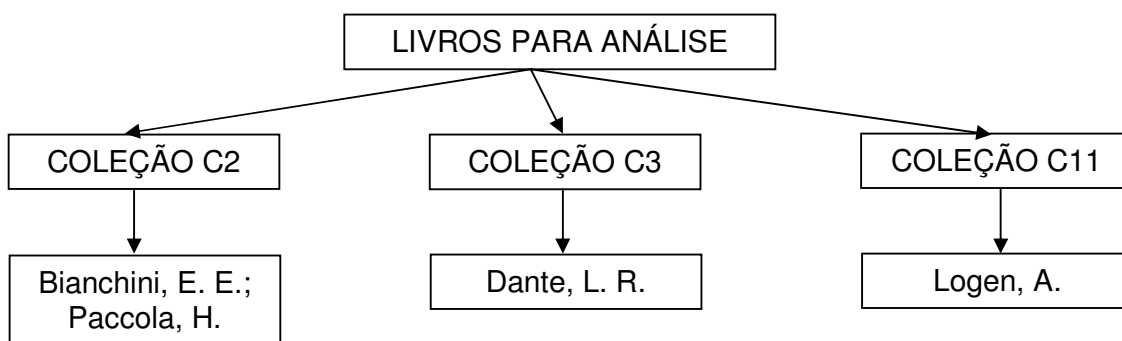 LIVROS PARA ANÁLISE
COLEÇÃO C2
COLEÇÃO C3
COLEÇÃO C11
Bianchini, E. E.;
Paccola, H.
Dante, L. R.
Logen, A.